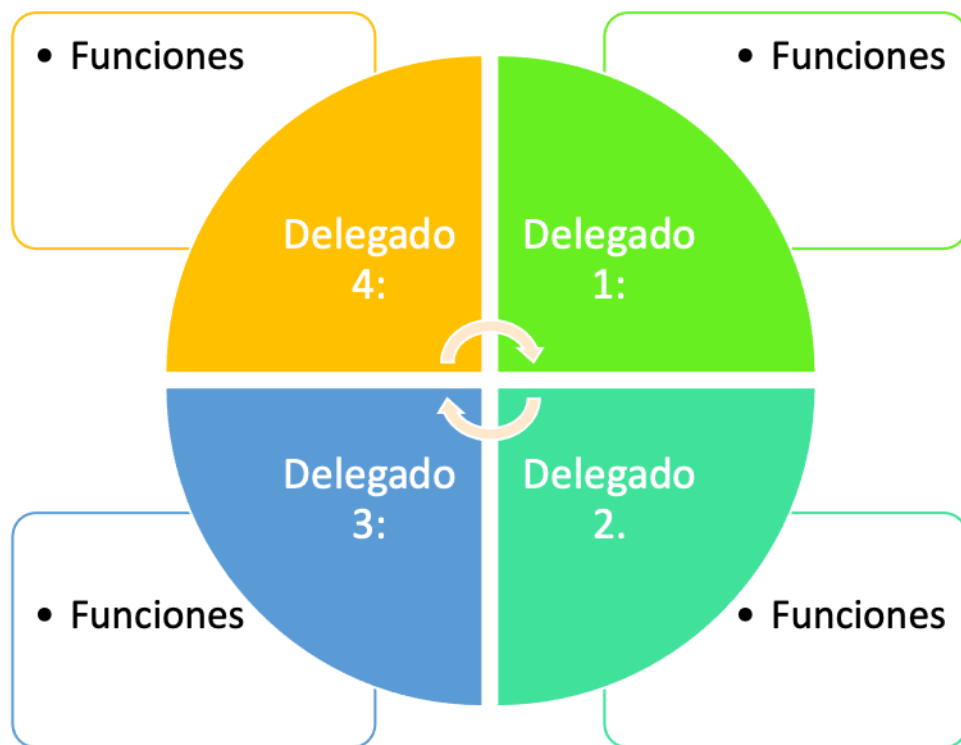 • Funciones
• Funciones
Delegado
4:
Delegado
1:
Delegado
3:
Delegado
2.
• Funciones
• Funciones